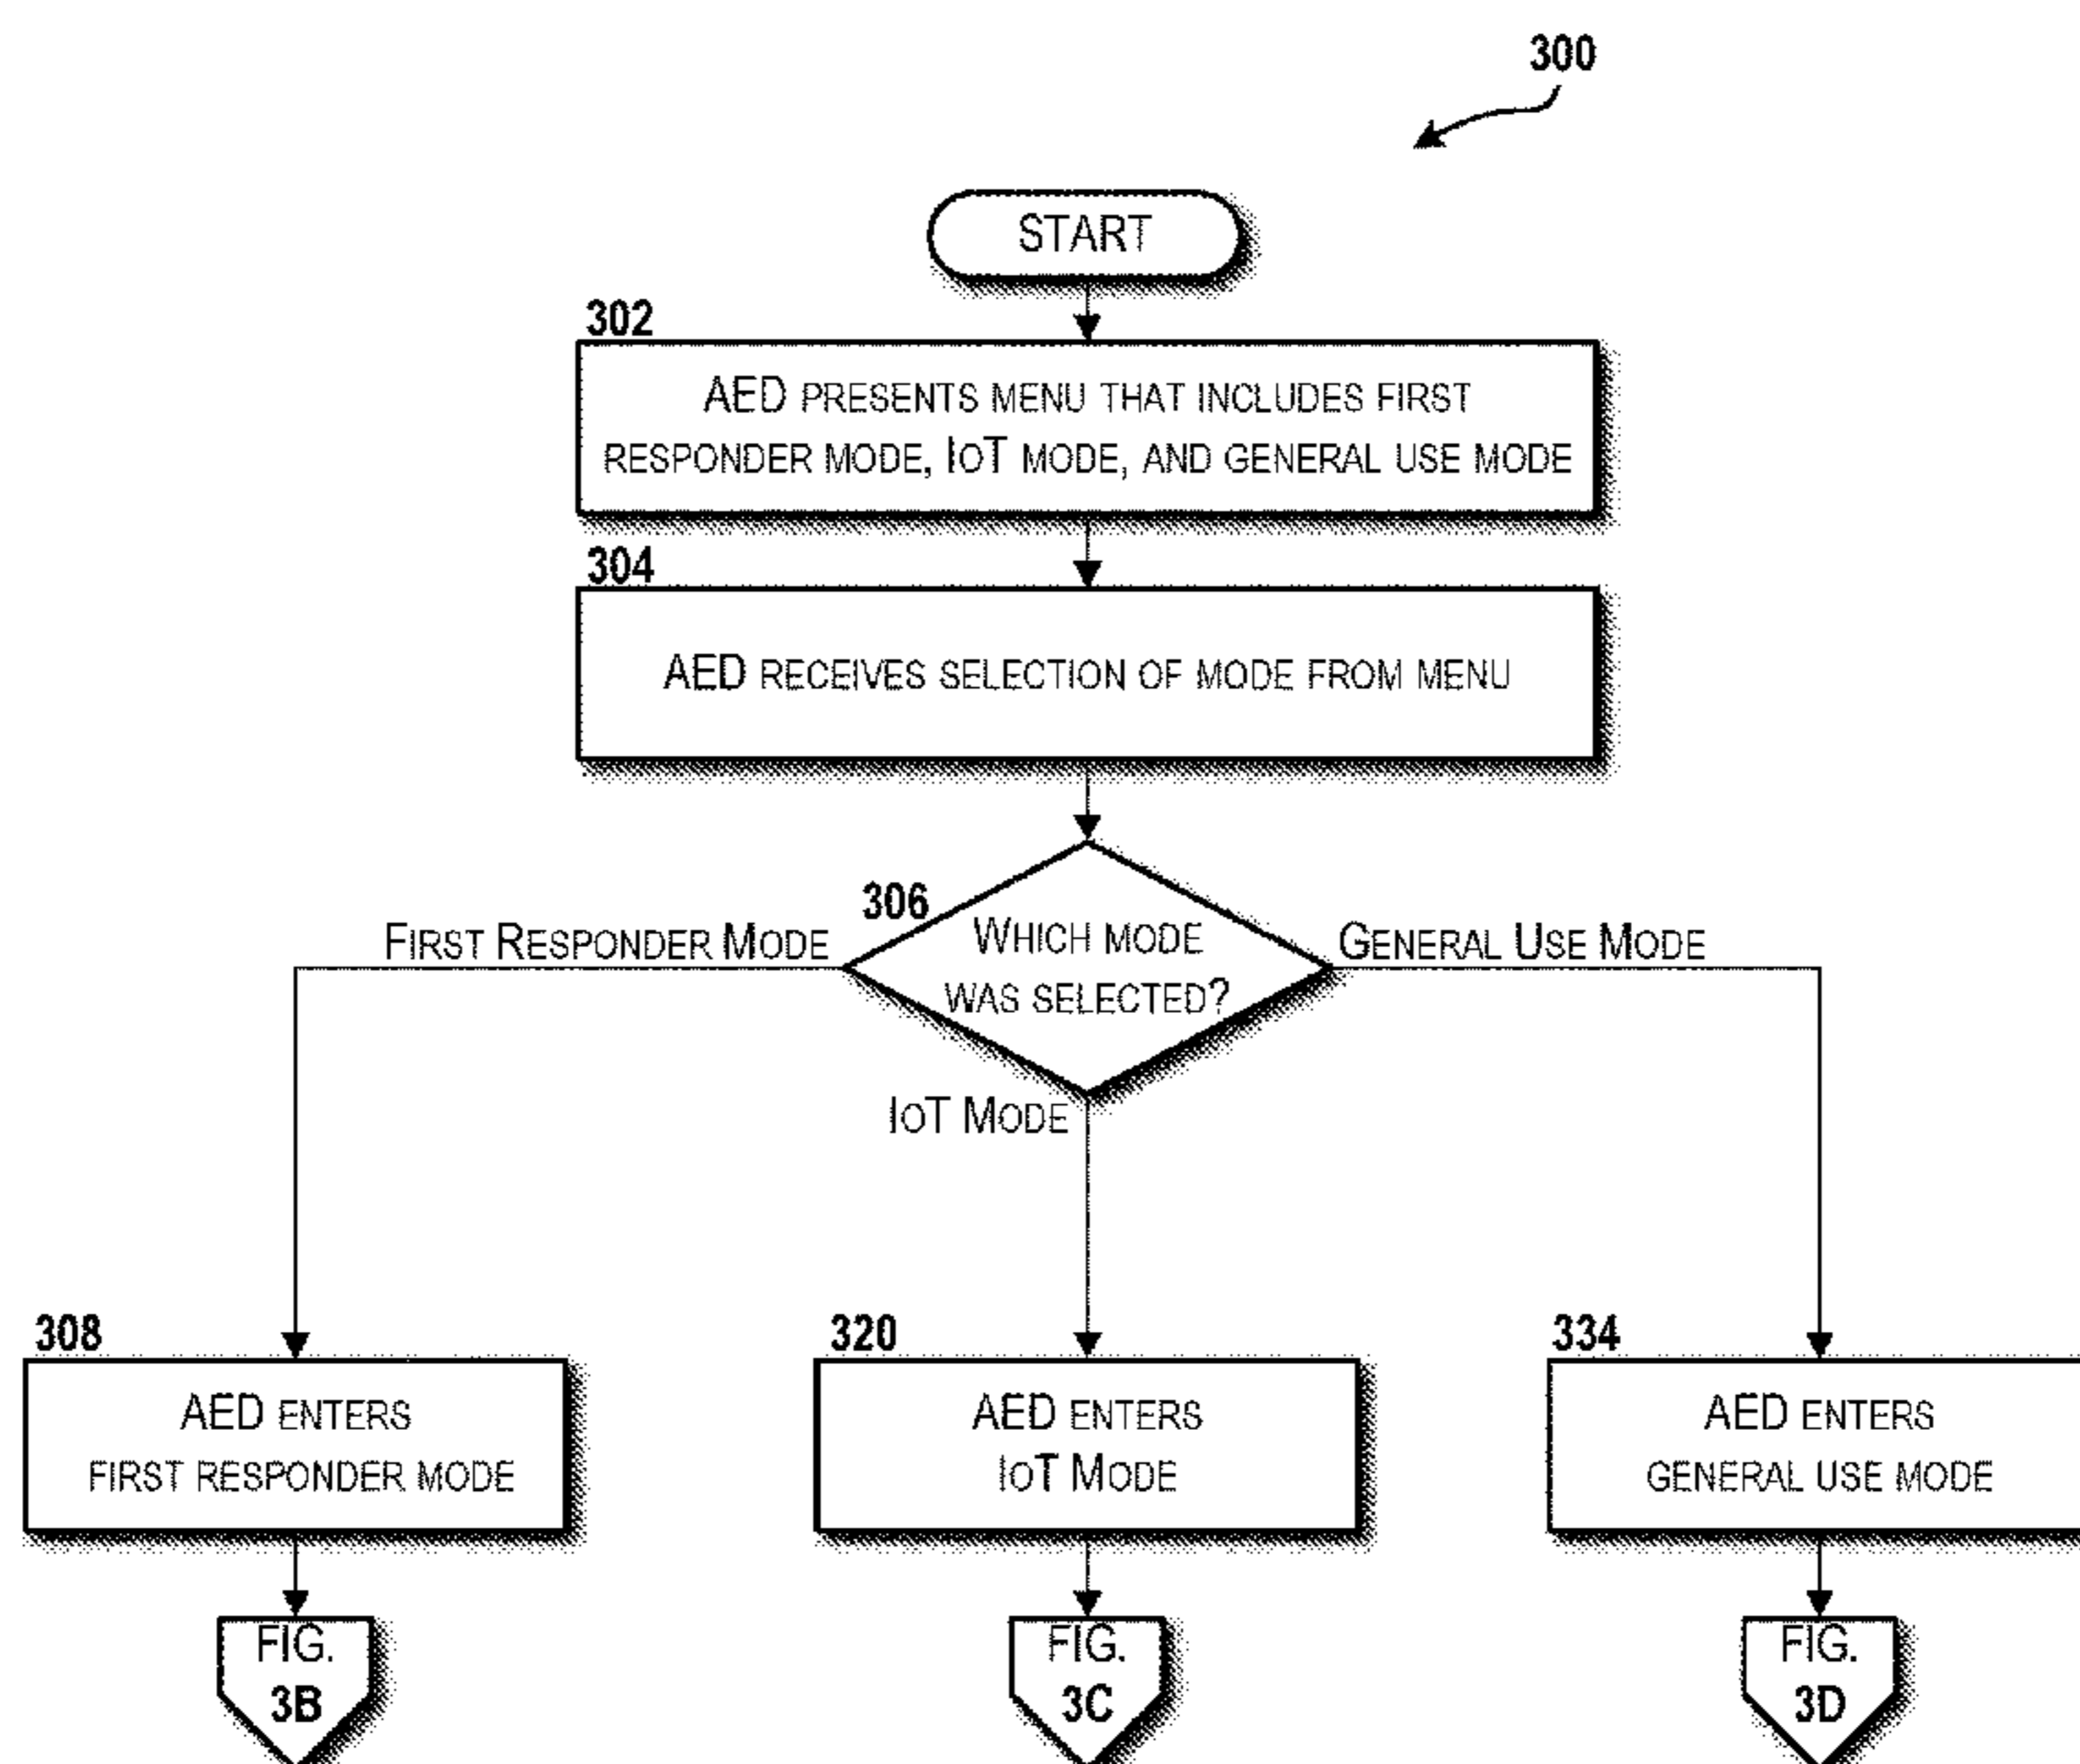 300
START
302
AED PRESENTS MENU THAT INCLUDES FIRST
RESPONDER MODE, IOT MODE, AND GENERAL USE MODE
304
AED RECEIVES SELECTION OF MODE FROM MENU
306
WHICH MODE
WAS SELECTED?
FIRST RESPONDER MODE
GENERAL USE MODE
IOT MODE
308
AED ENTERS
FIRST RESPONDER MODE
320
AED ENTERS
IOT MODE
334
AED ENTERS
GENERAL USE MODE
FIG.
3B
FIG.
3C
FIG.
3D